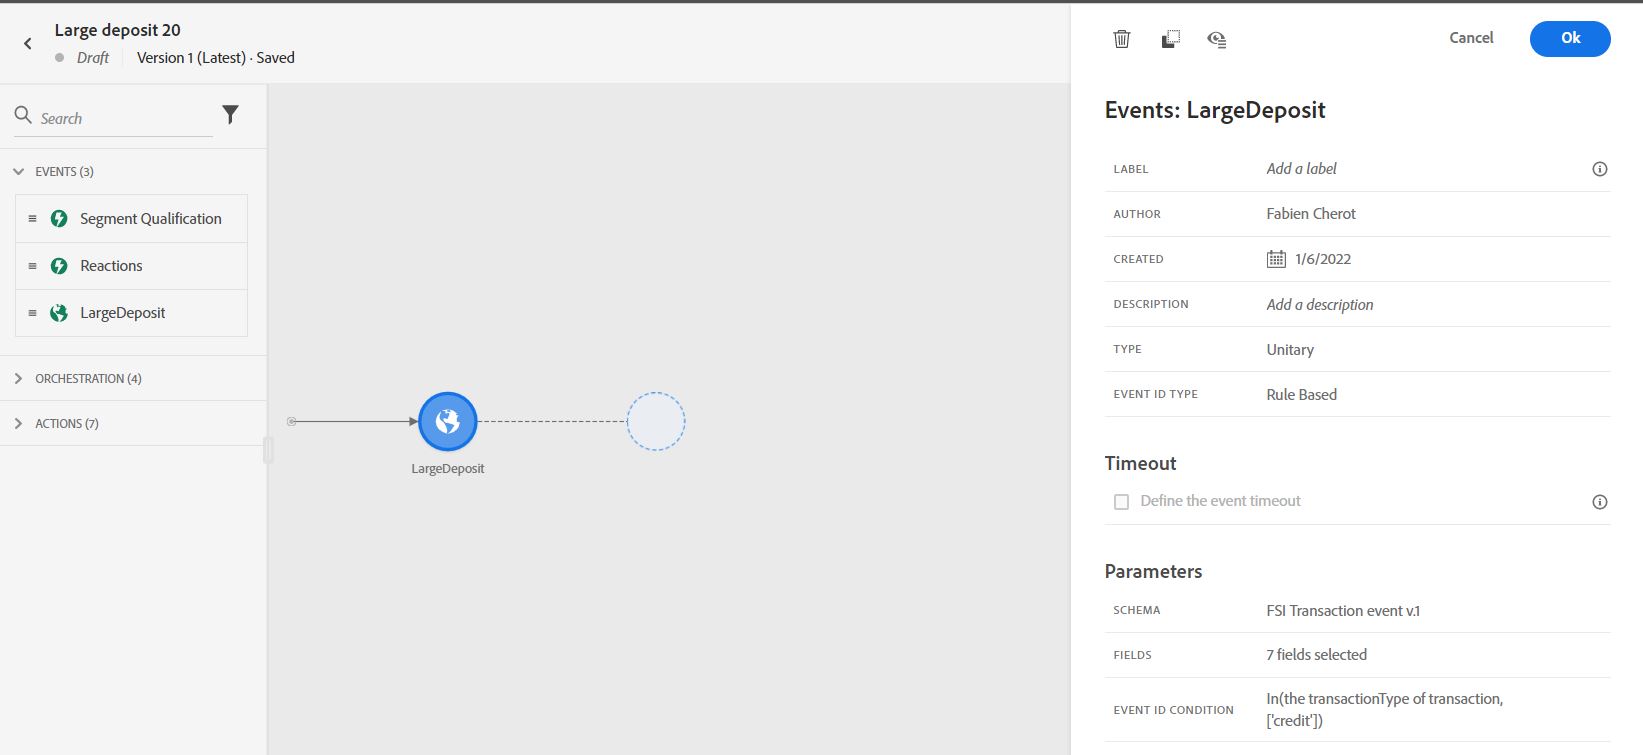 Large deposit 20
Draft
Version 1 (Latest) · Saved
Cancel
Ok
Search
EVENTS (3)
Segment Qualification
Reactions
LargeDeposit
ORCHESTRATION (4)
ACTIONS (7)
LargeDeposit
Events: LargeDeposit
LABEL Add a label
AUTHOR Fabien Cherot
CREATED 1/6/2022
DESCRIPTION Add a description
TYPE Unitary
EVENT ID TYPE Rule Based
Timeout
Define the event timeout
Parameters
SCHEMA FSI Transaction event v.1
FIELDS 7 fields selected
EVENT ID CONDITION In(the transactionType of transaction,
['credit'])